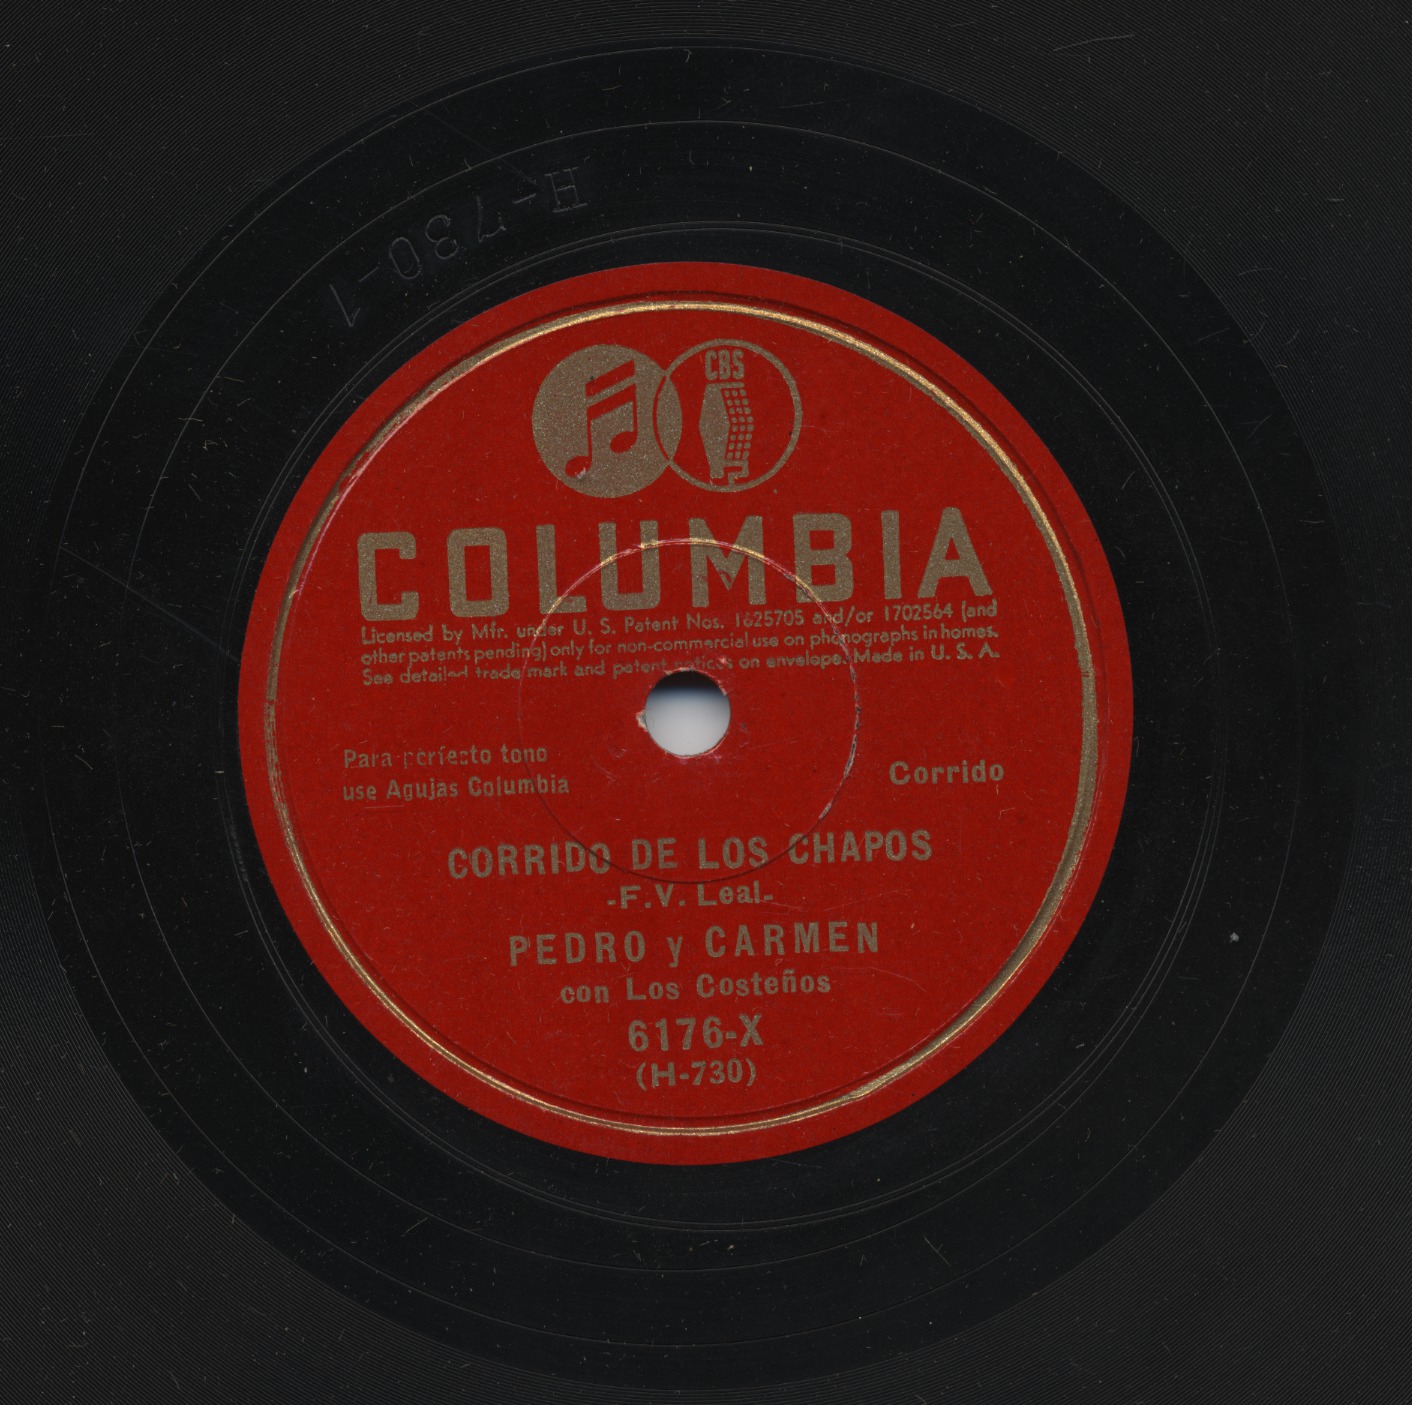 H-730-1
CBS
COLUMBIA
Licensed by Mfr. under U. S. Patent Nos. 1625705 and/or 1702564 (and
other patents pending) only for non-commercial use on phonographs in homes.
See detailed trade mark and patent notices on envelope. Made in U. S. A.
Para perfecto tono
use Agujas Columbia
Corrido
CORRIDO DE LOS CHAPOS
-F.V. Leal-
PEDRO y CARMEN
con Los Costeños
6176-X
(H-730)